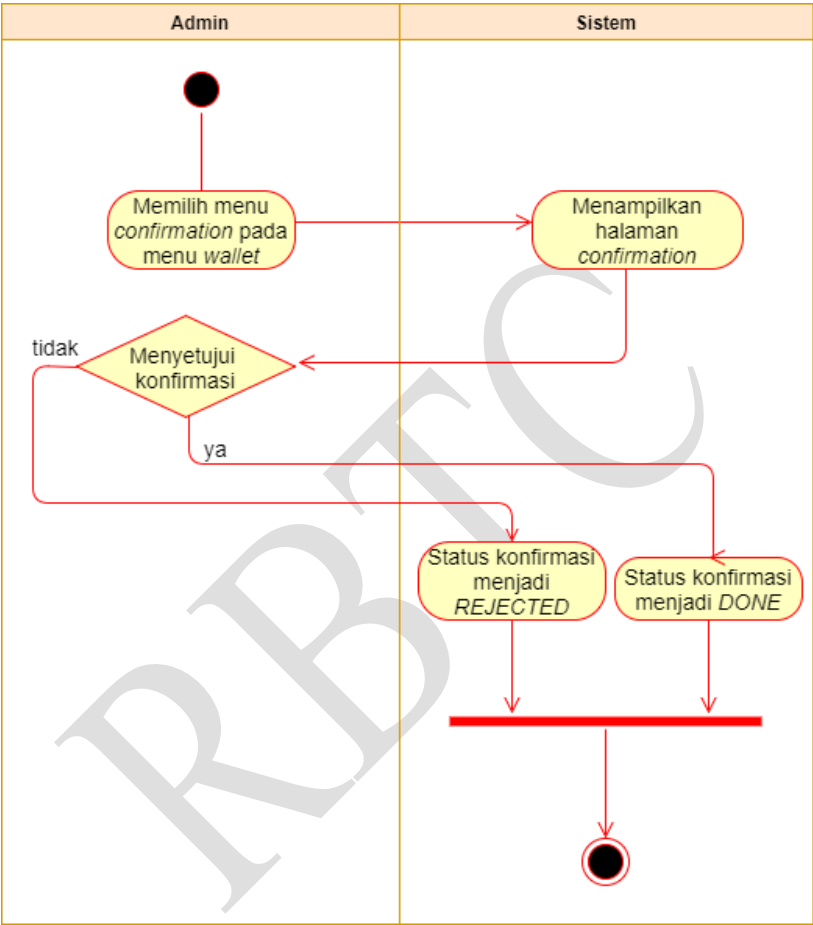 Admin
Sistem
Memilih menu
confirmation pada
menu wallet
Menampilkan
halaman
confirmation
tidak
Menyetujui
konfirmasi
ya
Status konfirmasi
menjadi
REJECTED
Status konfirmasi
menjadi DONE
RBTC